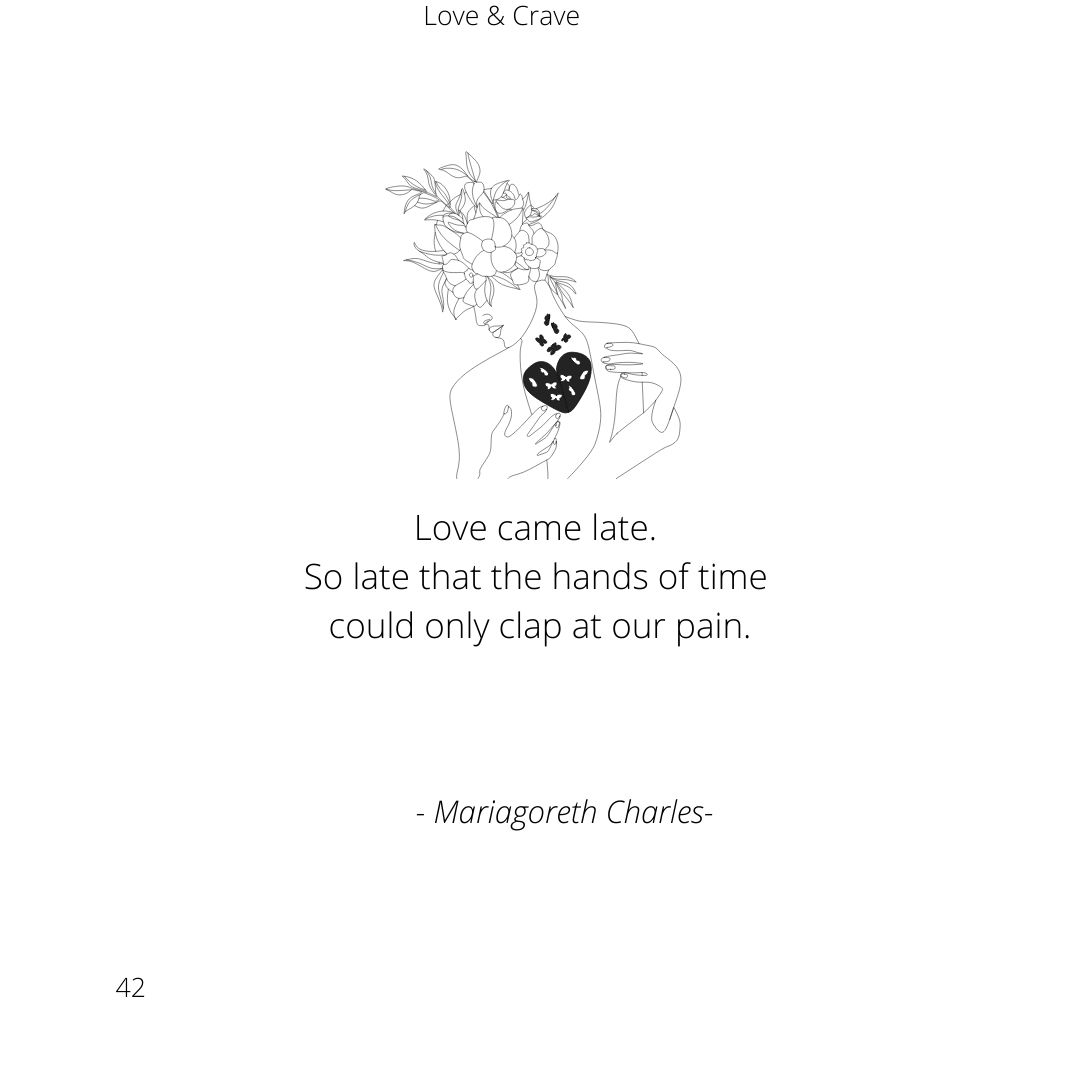 Love & Crave
Love came late.
So late that the hands of time
could only clap at our pain.
- Mariagoreth Charles-
42